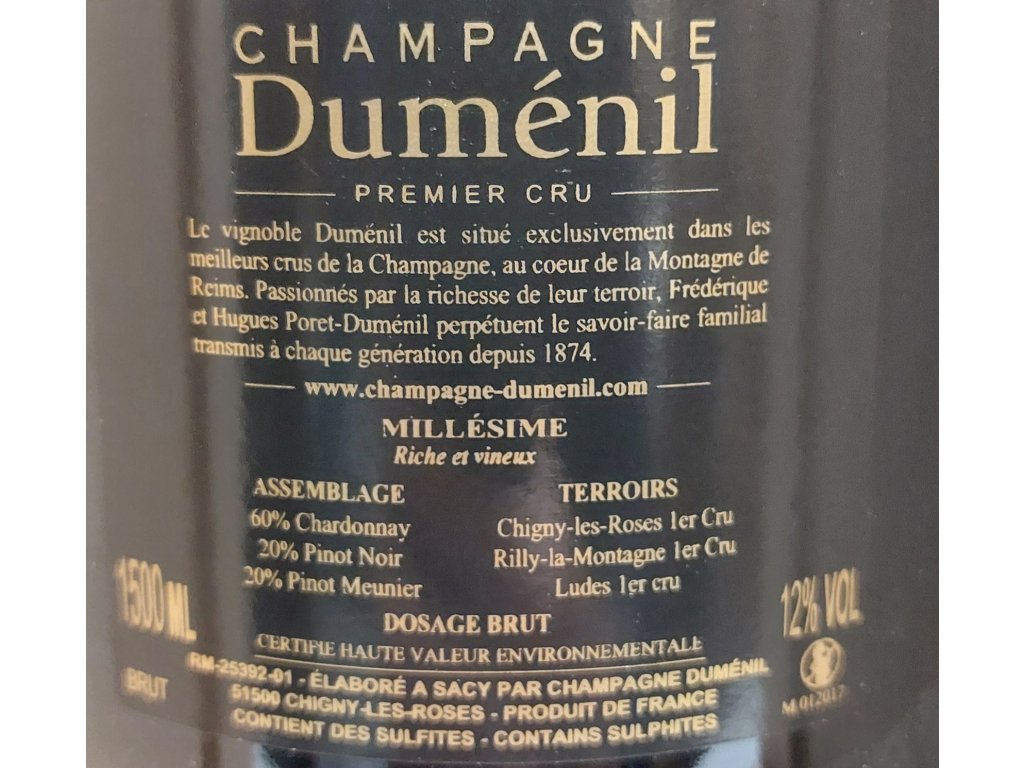 CHAMPAGNE
Duménil
PREMIER CRU
Le vignoble Duménil est situé exclusivement dans les
meilleurs crus de la Champagne, au coeur de la Montagne de
Reims. Passionnés par la richesse de leur terroir, Frédérique
et Hugues Poret-Duménil perpétuent le savoir-faire familial
transmis à chaque génération depuis 1874.
www.champagne-dumenil.com
MILLÉSIME
Riche et vineux
ASSEMBLAGE
60% Chardonnay
20% Pinot Noir
20% Pinot Meunier
TERROIRS
Chigny-les-Roses 1er Cru
Rilly-la-Montagne 1er Cru
Ludes 1er cru
1500 ML
BRUT
DOSAGE BRUT
CERTIFIE HAUTE VALEUR ENVIRONNEMENTALE
RM-25392-01 - ÉLABORÉ A SACY PAR CHAMPAGNE DUMÉNIL
51500 CHIGNY-LES-ROSES - PRODUIT DE FRANCE
CONTIENT DES SULFITES - CONTAINS SULPHITES
12% VOL
M 012017